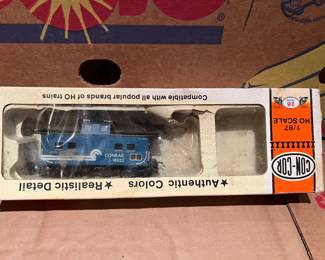 Compatible with all popular brands of HO trains
CONRAIL
★ Authentic Colors
★ Realistic Detail
CON-COR
HO SCALE
1/87
25